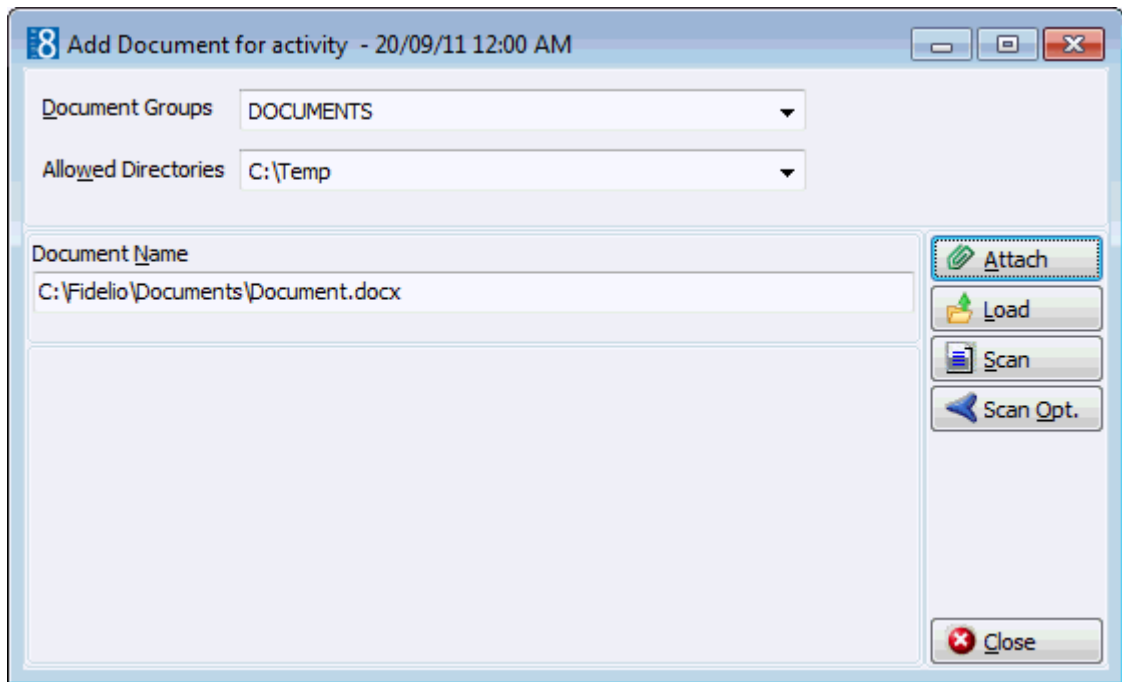 8 Add Document for activity - 20/09/11 12:00 AM
Document Groups DOCUMENTS
Allowed Directories C:\Temp
Document Name
C:\Fidelio\Documents\Document.docx
Attach
Load
Scan
Scan Opt.
Close